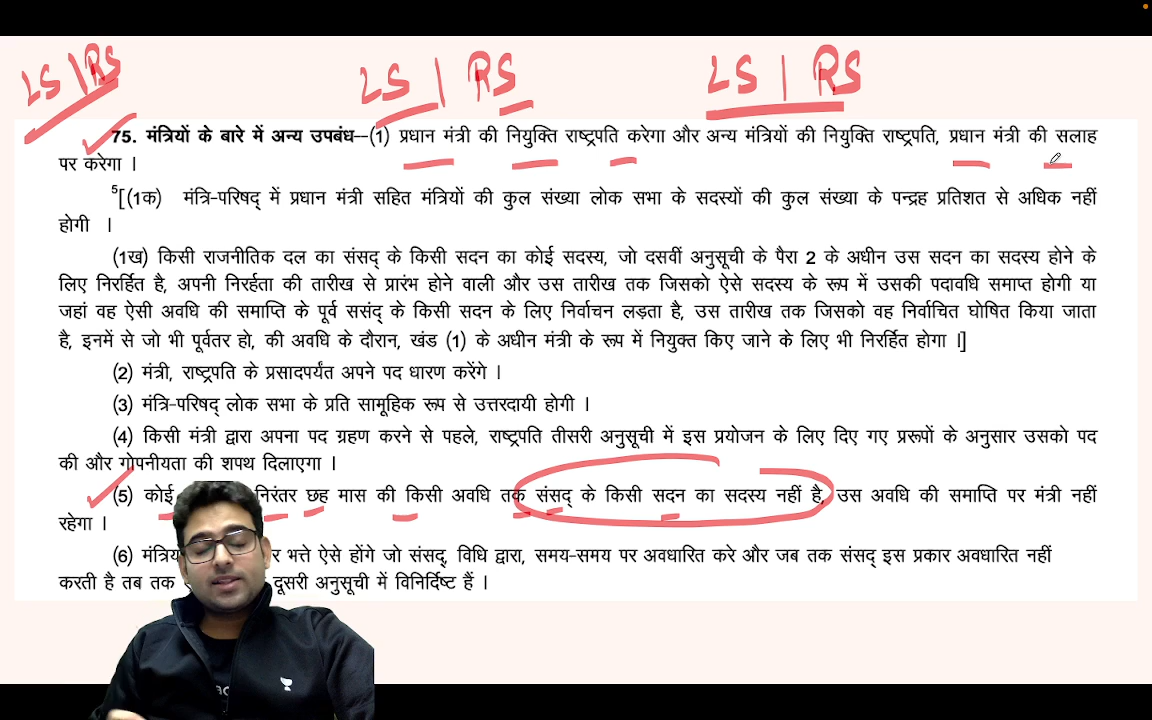 LS | RS LS | RS LS | RS
75. मंत्रियों के बारे में अन्य उपबंध--(1) प्रधान मंत्री की नियुक्ति राष्ट्रपति करेगा और अन्य मंत्रियों की नियुक्ति राष्ट्रपति, प्रधान मंत्री की सलाह
पर करेगा ।
5[(1क) मंत्रि-परिषद् में प्रधान मंत्री सहित मंत्रियों की कुल संख्या लोक सभा के सदस्यों की कुल संख्या के पन्द्रह प्रतिशत से अधिक नहीं
होगी ।
(1ख) किसी राजनीतिक दल का संसद् के किसी सदन का कोई सदस्य, जो दसवीं अनुसूची के पैरा 2 के अधीन उस सदन का सदस्य होने के
लिए निरर्हित है, अपनी निरर्हता की तारीख से प्रारंभ होने वाली और उस तारीख तक जिसको ऐसे सदस्य के रूप में उसकी पदावधि समाप्त होगी या
जहां वह ऐसी अवधि की समाप्ति के पूर्व ससंद् के किसी सदन के लिए निर्वाचन लड़ता है, उस तारीख तक जिसको वह निर्वाचित घोषित किया जाता
है, इनमें से जो भी पूर्वतर हो, की अवधि के दौरान, खंड (1) के अधीन मंत्री के रूप में नियुक्त किए जाने के लिए भी निरर्हित होगा ।]
(2) मंत्री, राष्ट्रपति के प्रसादपर्यंत अपने पद धारण करेंगे ।
(3) मंत्रि-परिषद् लोक सभा के प्रति सामूहिक रूप से उत्तरदायी होगी ।
(4) किसी मंत्री द्वारा अपना पद ग्रहण करने से पहले, राष्ट्रपति तीसरी अनुसूची में इस प्रयोजन के लिए दिए गए प्ररूपों के अनुसार उसको पद
की और गोपनीयता की शपथ दिलाएगा ।
(5) कोई निरंतर छह मास की किसी अवधि तक संसद् के किसी सदन का सदस्य नहीं है, उस अवधि की समाप्ति पर मंत्री नहीं
रहेगा ।
(6) भत्ते ऐसे होंगे जो संसद्, विधि द्वारा, समय-समय पर अवधारित करे और जब तक संसद् इस प्रकार अवधारित नहीं
करती है तब तक दूसरी अनुसूची में विनिर्दिष्ट हैं ।